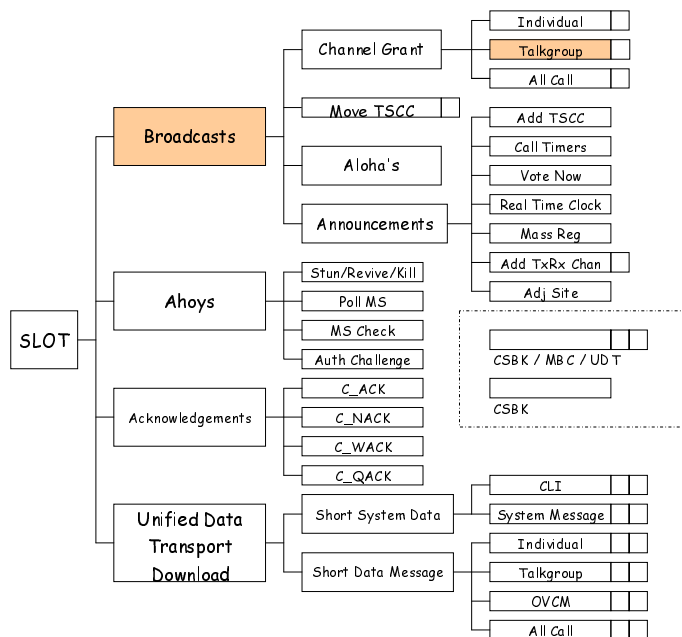 SLOT
Broadcasts
Channel Grant
Individual
Talkgroup
All Call
Move TSCC
Aloha's
Announcements
Add TSCC
Call Timers
Vote Now
Real Time Clock
Mass Reg
Add TxRx Chan
Adj Site
Ahoys
Stun/Revive/Kill
Poll MS
MS Check
Auth Challenge
CSBK / MBC / UDT
CSBK
Acknowledgements
C_ACK
C_NACK
C_WACK
C_QACK
Unified Data
Transport
Download
Short System Data
CLI
System Message
Short Data Message
Individual
Talkgroup
OVCM
All Call